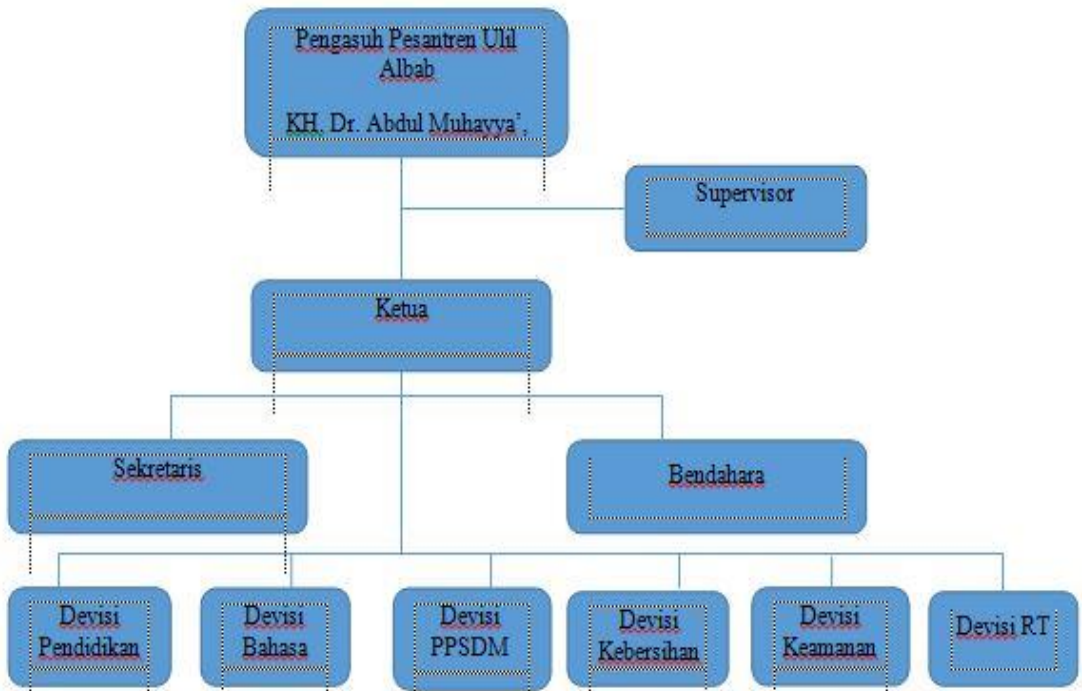 Pengasuh Pesantren Ulil
Albab
KH. Dr. Abdul Muhayya’,
Supervisor
Ketua
Sekretaris
Bendahara
Devisi
Pendidikan
Devisi
Bahasa
Devisi
PPSDM
Devisi
Kebersihan
Devisi
Keamanan
Devisi RT